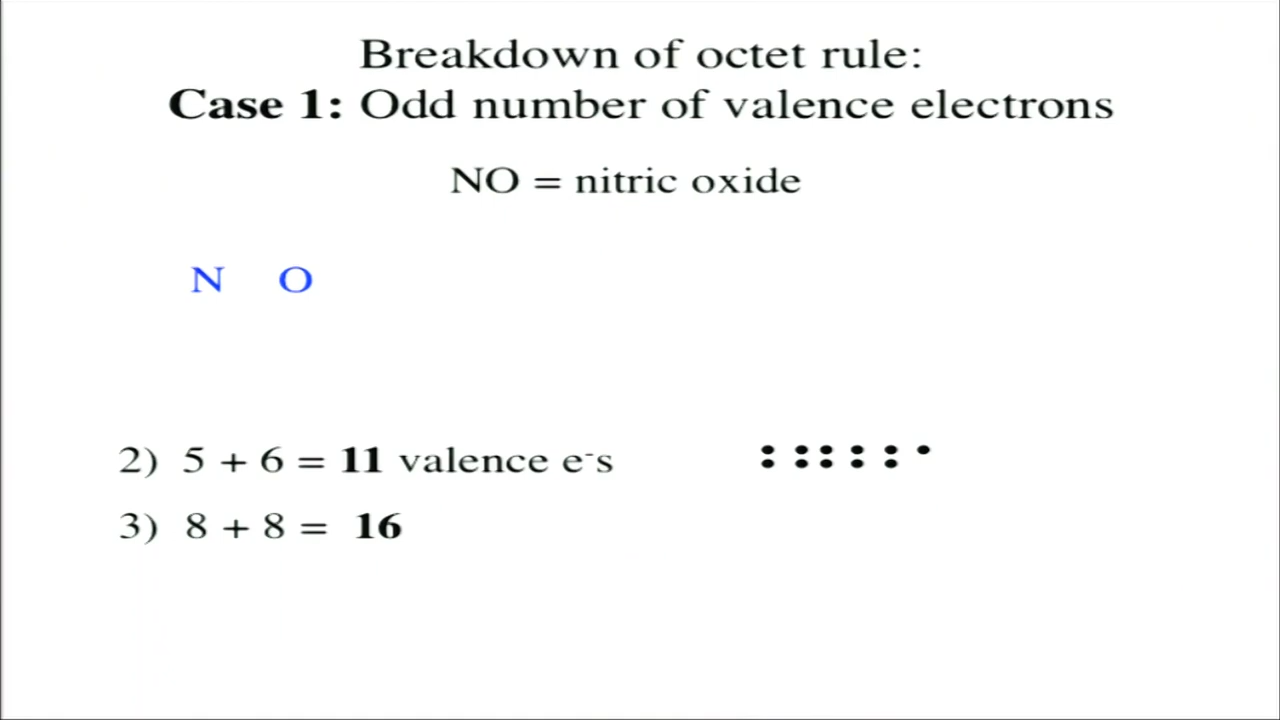 Breakdown of octet rule:
Case 1: Odd number of valence electrons
NO = nitric oxide
N O
2) 5 + 6 = 11 valence e⁻s
3) 8 + 8 = 16